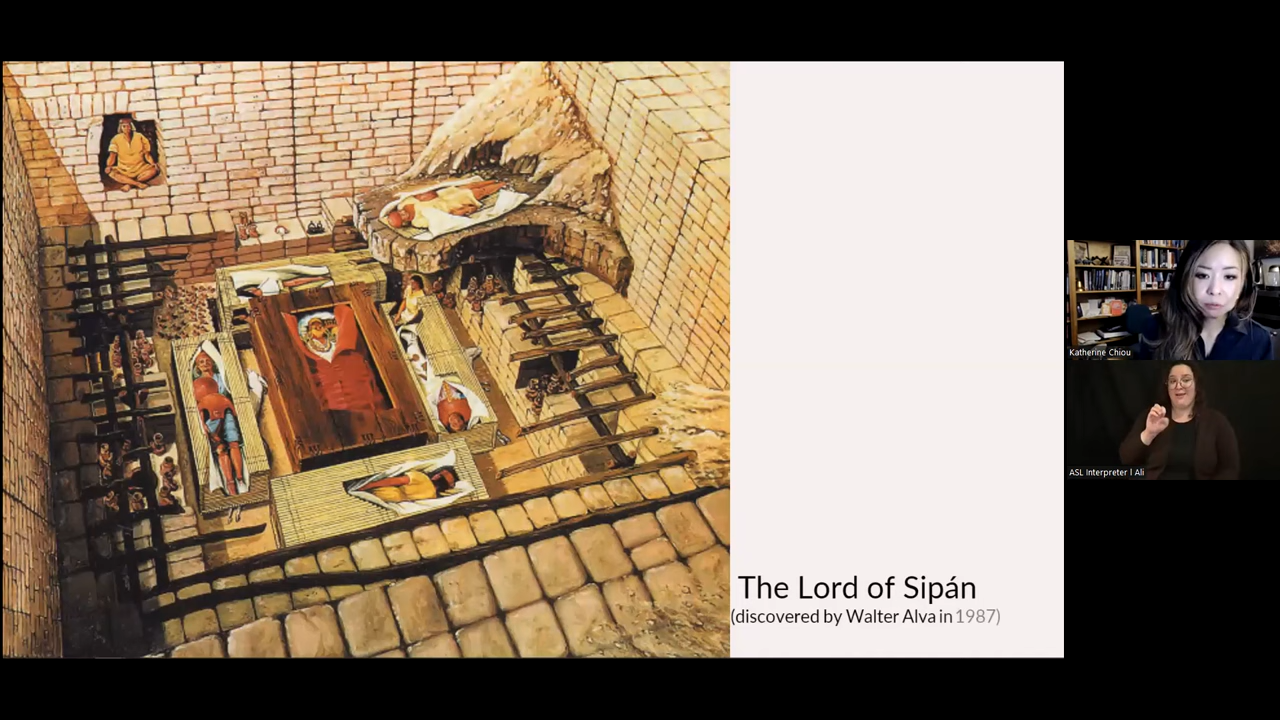 The Lord of Sipán
(discovered by Walter Alva in 1987)
Katherine Chiou
ASL Interpreter | Ali